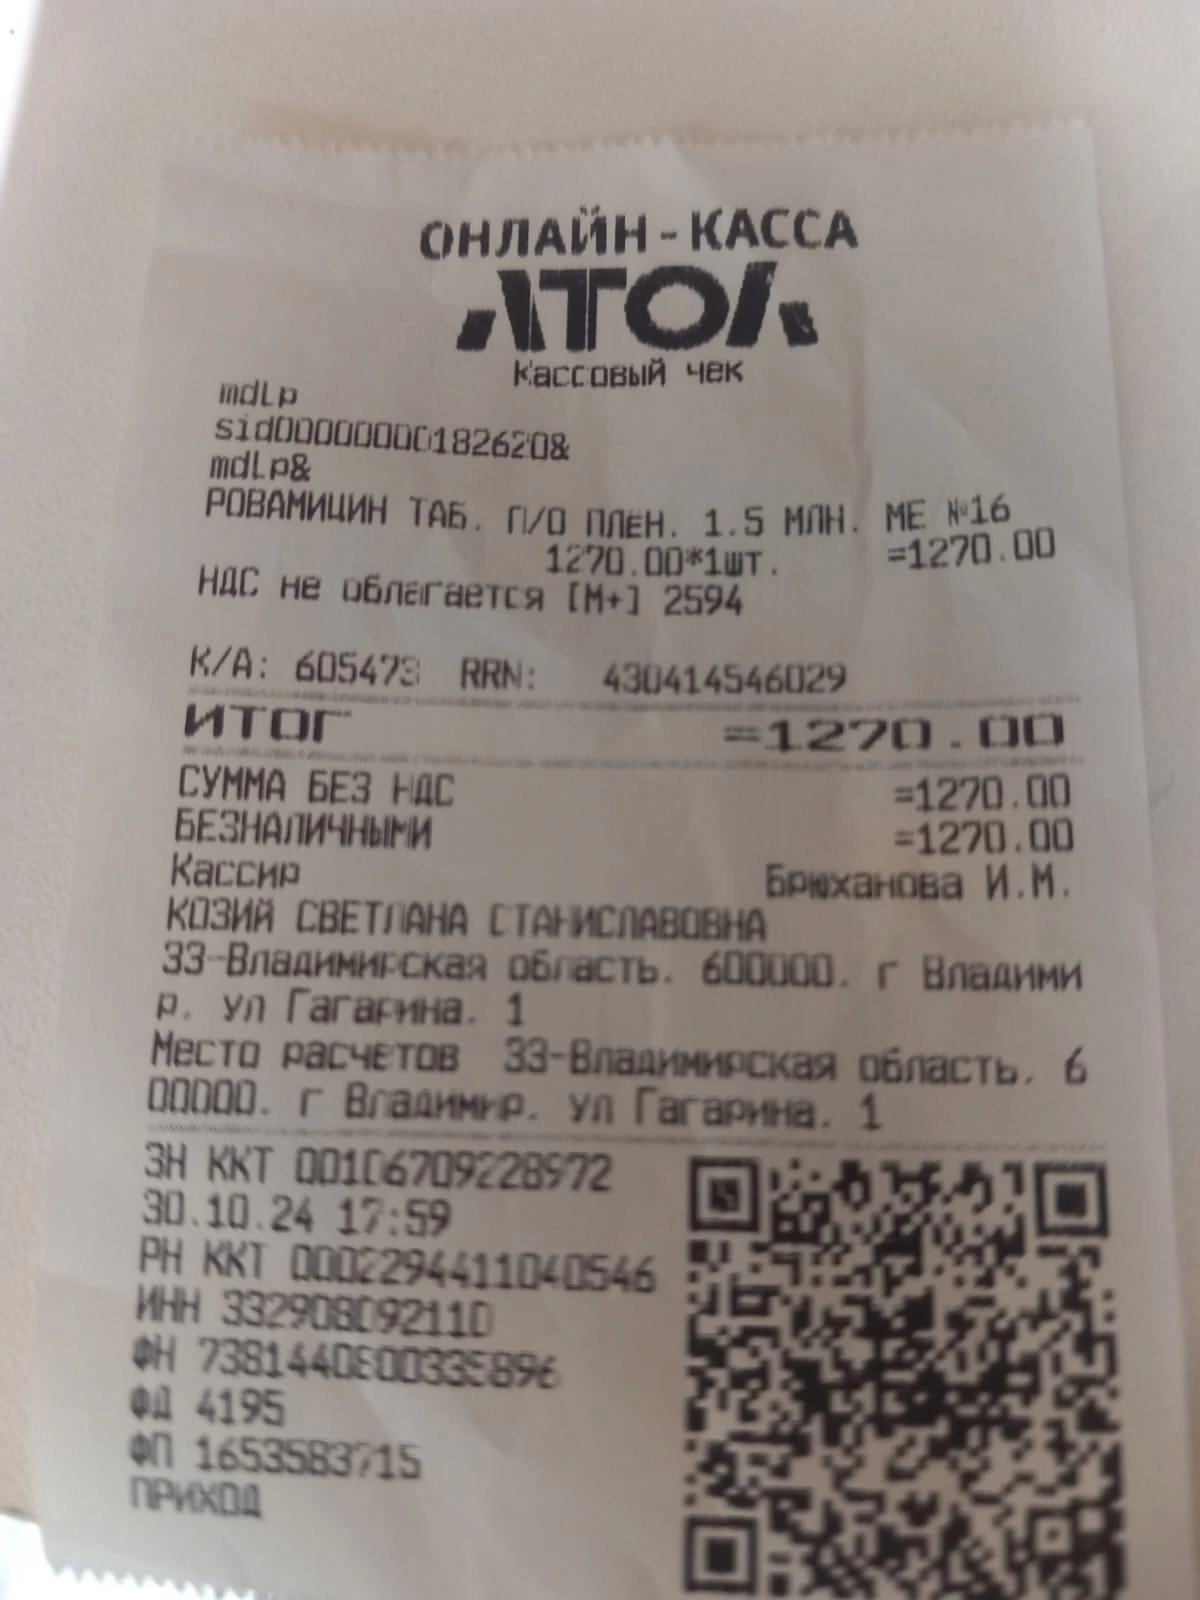 ОНЛАЙН-КАССА
АТОЛ
Кассовый чек
mdlp
sid00000000182620&
mdlp&
РОВАМИЦИН ТАБ. П/О ПЛЕН. 1.5 МЛН. МЕ №16
1270.00*1шт. =1270.00
НДС не облагается [М+] 2594
К/А: 605473 RRN: 430414546029
ИТОГ =1270.00
СУММА БЕЗ НДС =1270.00
БЕЗНАЛИЧНЫМИ =1270.00
Кассир Брюханова И.М.
КОЗИЙ СВЕТЛАНА СТАНИСЛАВОВНА
33-Владимирская область. 600000. г Владими
р. ул Гагарина. 1
Место расчетов 33-Владимирская область. 6
00000. г Владимир. ул Гагарина. 1
ЗН ККТ 00106709228972
30.10.24 17:59
РН ККТ 0002294411040546
ИНН 332908092110
ФН
ФД 4195
ФП 1653583715
ПРИХОД